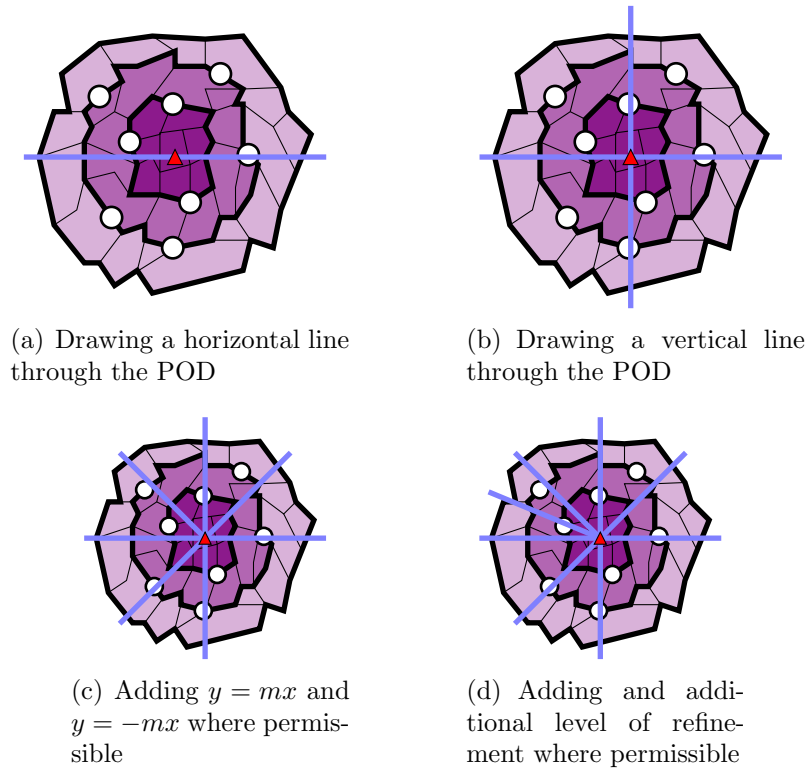 (a) Drawing a horizontal line
through the POD
(b) Drawing a vertical line
through the POD
(c) Adding y = mx and
y = −mx where permis-
sible
(d) Adding and addi-
tional level of refine-
ment where permissible